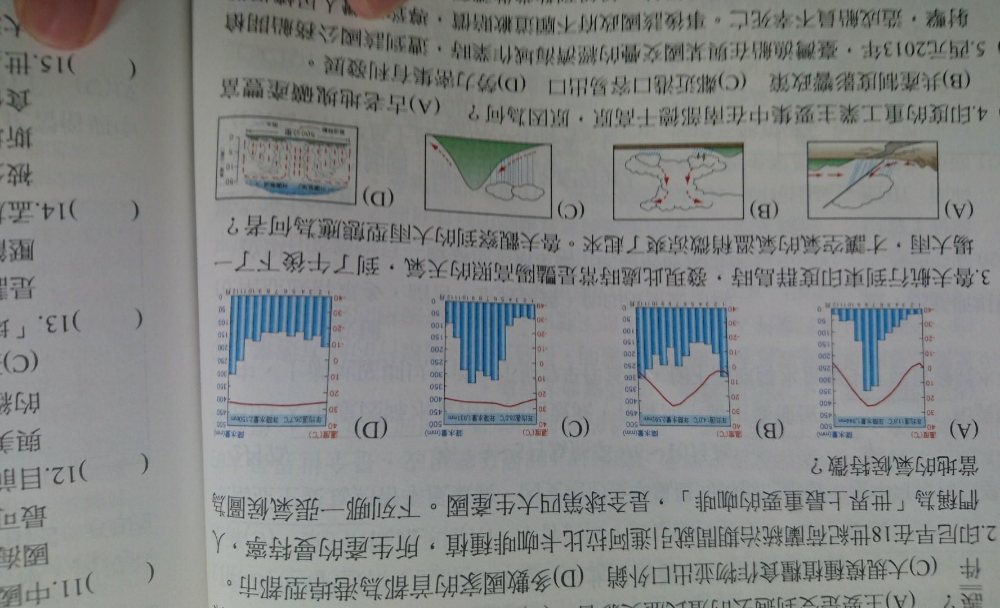 誤？ (A)主要
件 (C)大規模種植糧食作物並出口外銷 (D)多數國家的首都為港埠型都市。
2.印尼早在18世紀荷蘭統治期間就引進阿拉比卡咖啡種植，所生產的曼特寧，人
們稱為「世界上最重要的咖啡」，是全球第四大生產國。下列哪一張氣候圖為
當地的氣候特徵？
(A) 溫度(℃) 降水量(mm)
年均溫11.8℃ 年降水量1,344mm
(B) 溫度(℃) 降水量(mm)
年均溫14.0℃ 年降水量2,592mm
(C) 溫度(℃) 降水量(mm)
年均溫28.0℃ 年降水量1,931mm
(D) 溫度(℃) 降水量(mm)
年均溫26.7℃ 年降水量2,150mm
3.魯夫航行到東印度群島時，發現此處時常是豔陽高照的天氣，到了午後下了一
場大雨，才讓空氣的氣溫稍微涼爽了起來。魯夫觀察到的大雨型態應為何者？
(A) (B) (C) (D)
500公里
4.印度的重工業主要集中在南部德干高原，原因為何？ (A)古老地塊礦產豐富
(B)共產制度影響政策 (C)鄰近港口容易出口 (D)勞力密集有利發展。
5.西元2013年，臺灣漁船在與某國交疊的經濟海域作業時，遭到該國公務船開槍
射擊，造成船員不幸死亡。事後該國政府不願道歉賠償，導致
( )11.中國
國海
最可
( )12.目前
與美
的經
(C)
( )13.「
是
壓
( )14.孟
被
斯
食
( )15.世